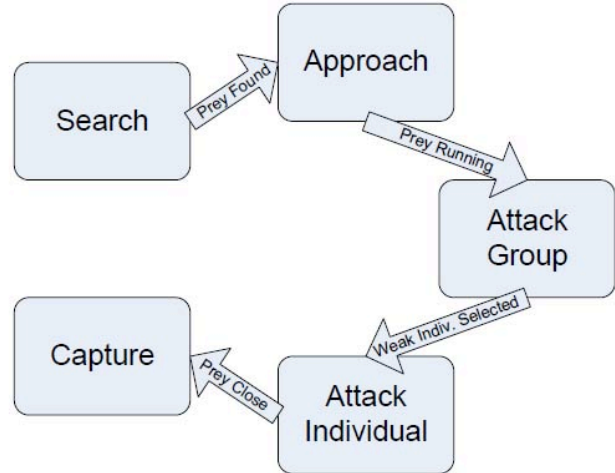 Search
Prey Found
Approach
Prey Running
Attack
Group
Weak Indiv. Selected
Attack
Individual
Prey Close
Capture